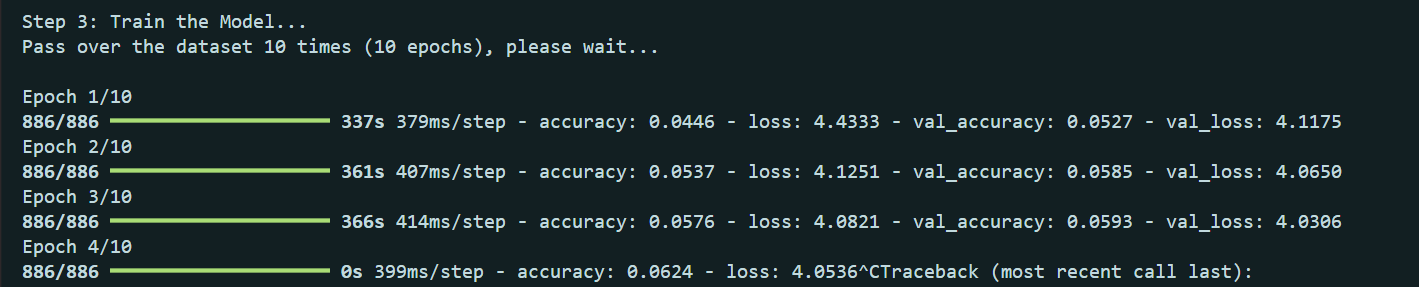 Step 3: Train the Model...
Pass over the dataset 10 times (10 epochs), please wait...
Epoch 1/10
886/886 ━━━━━━━━━━━━━━━━━━━━ 337s 379ms/step - accuracy: 0.0446 - loss: 4.4333 - val_accuracy: 0.0527 - val_loss: 4.1175
Epoch 2/10
886/886 ━━━━━━━━━━━━━━━━━━━━ 361s 407ms/step - accuracy: 0.0537 - loss: 4.1251 - val_accuracy: 0.0585 - val_loss: 4.0650
Epoch 3/10
886/886 ━━━━━━━━━━━━━━━━━━━━ 366s 414ms/step - accuracy: 0.0576 - loss: 4.0821 - val_accuracy: 0.0593 - val_loss: 4.0306
Epoch 4/10
886/886 ━━━━━━━━━━━━━━━━━━━━ 0s 399ms/step - accuracy: 0.0624 - loss: 4.0536^CTraceback (most recent call last):